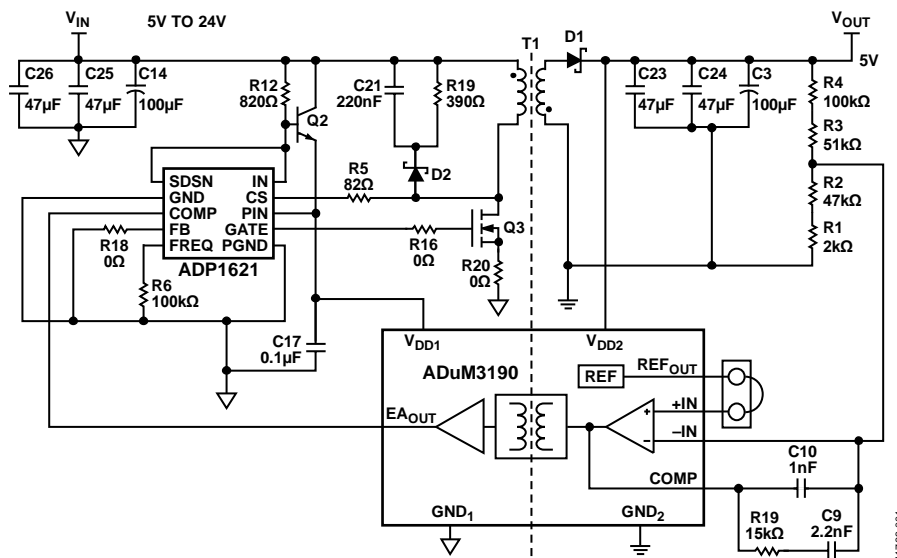 VIN
5V TO 24V
C26
47µF
C25
47µF
C14
100µF
R12
820Ω
Q2
C21
220nF
R19
390Ω
T1
D1
VOUT
5V
C23
47µF
C24
47µF
C3
100µF
R4
100kΩ
R3
51kΩ
R2
47kΩ
R1
2kΩ
D2
R5
82Ω
SDSN
IN
GND
CS
COMP
PIN
FB
GATE
FREQ
PGND
ADP1621
R18
0Ω
R6
100kΩ
R16
0Ω
Q3
R20
0Ω
C17
0.1µF
VDD1
VDD2
ADuM3190
REF
REFOUT
+IN
–IN
+
−
EAOUT
COMP
GND1
GND2
C10
1nF
R19
15kΩ
C9
2.2nF